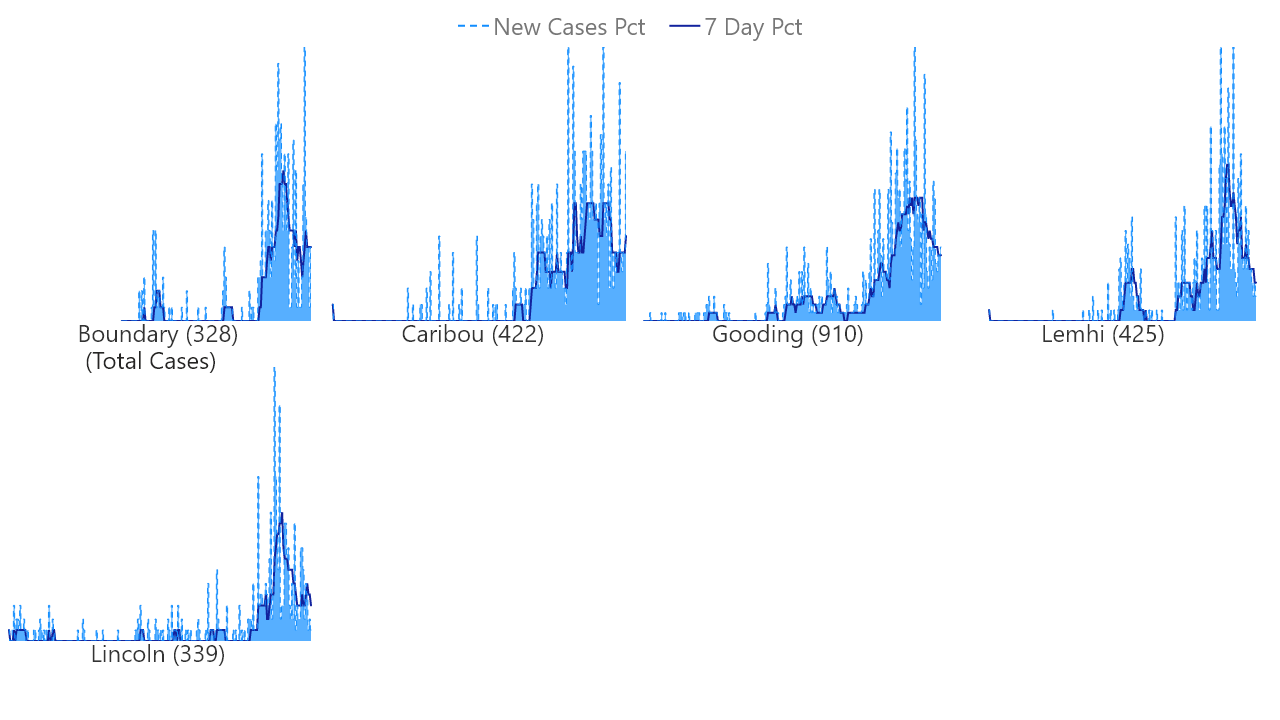 New Cases Pct 7 Day Pct
Boundary (328) Caribou (422) Gooding (910) Lemhi (425)
(Total Cases)
Lincoln (339)